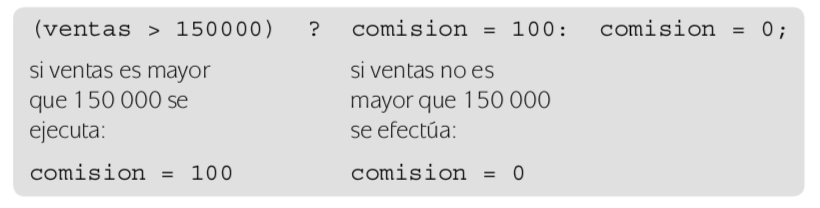 (ventas > 150000) ? comision = 100: comision = 0;
si ventas es mayor
que 150 000 se
ejecuta:
comision = 100
si ventas no es
mayor que 150 000
se efectúa:
comision = 0